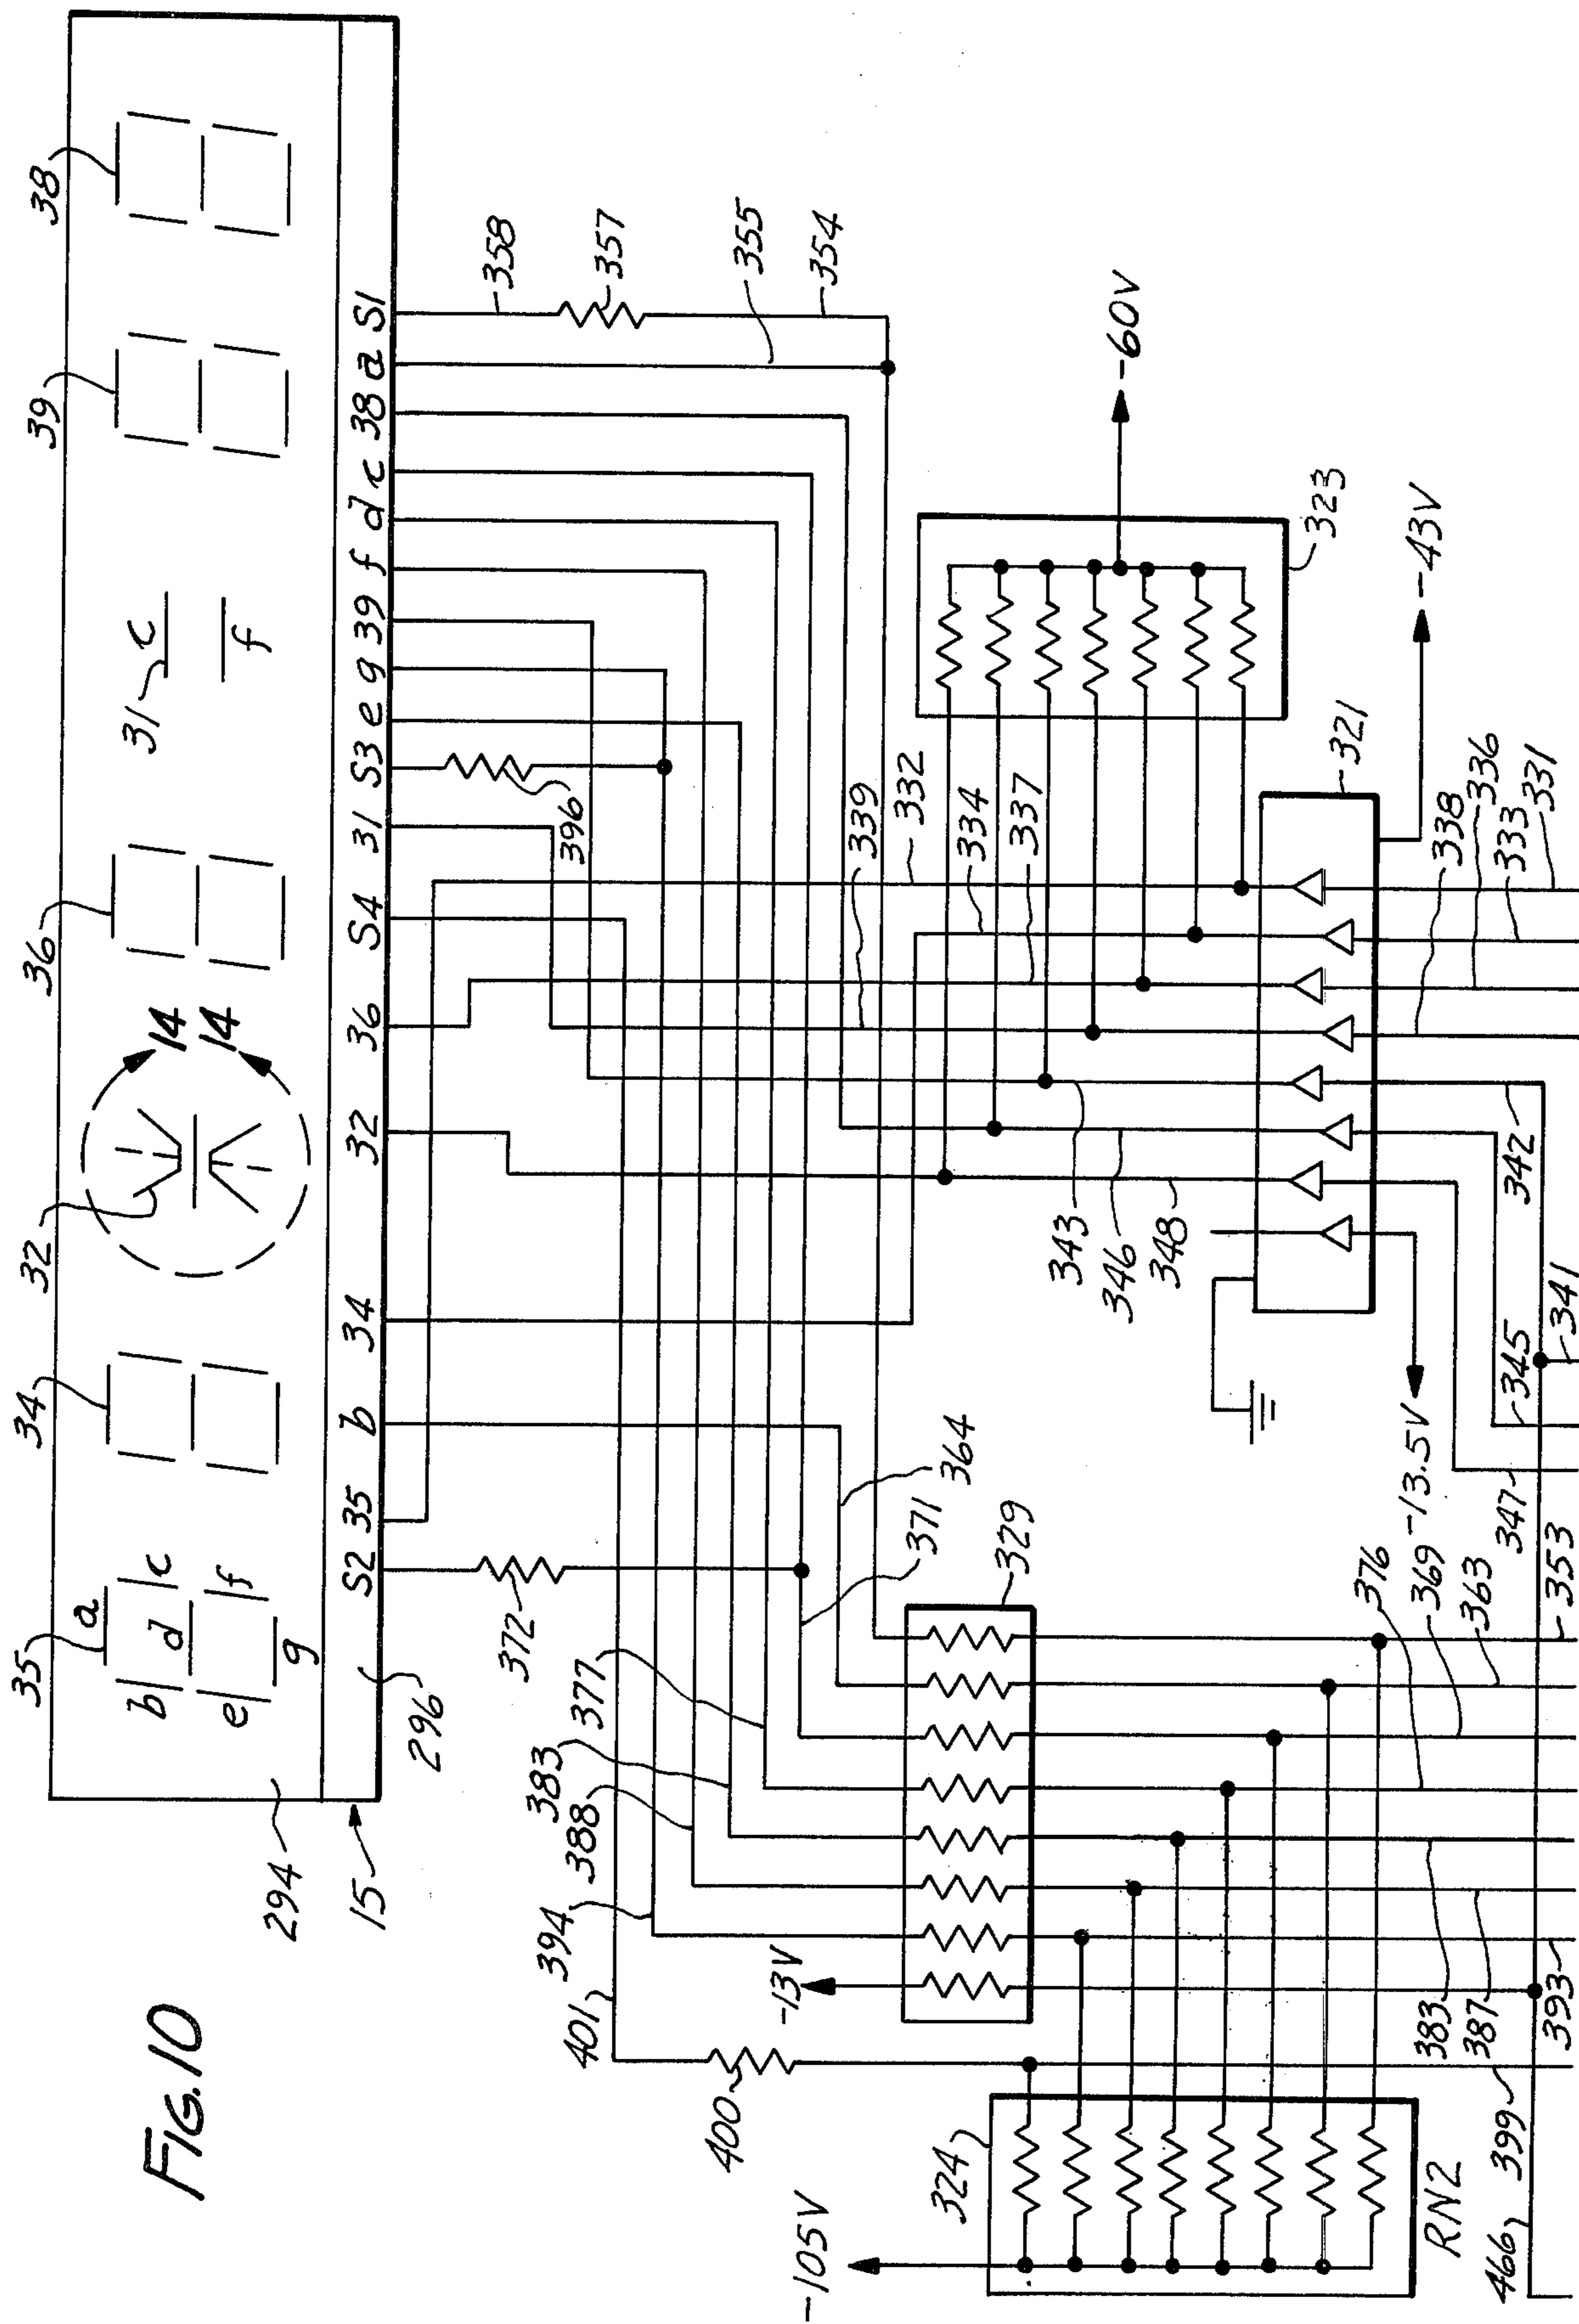 FIG.10
35
34
32
36
31
39
38
a
b
c
d
e
f
g
32
14
14
c
f
294
15
296
S2
35
b
34
32
36
S4
31
S3
e
g
39
f
d
c
38
a
S1
358
357
355
354
372
396
377
383
388
394
401
400
-13V
371
364
329
339
332
334
337
-60V
323
343
346
348
321
-43V
-105V
324
RN2
466
399
393
387
383
376
369
363
353
347
345
341
342
-13.5V
338
336
333
331